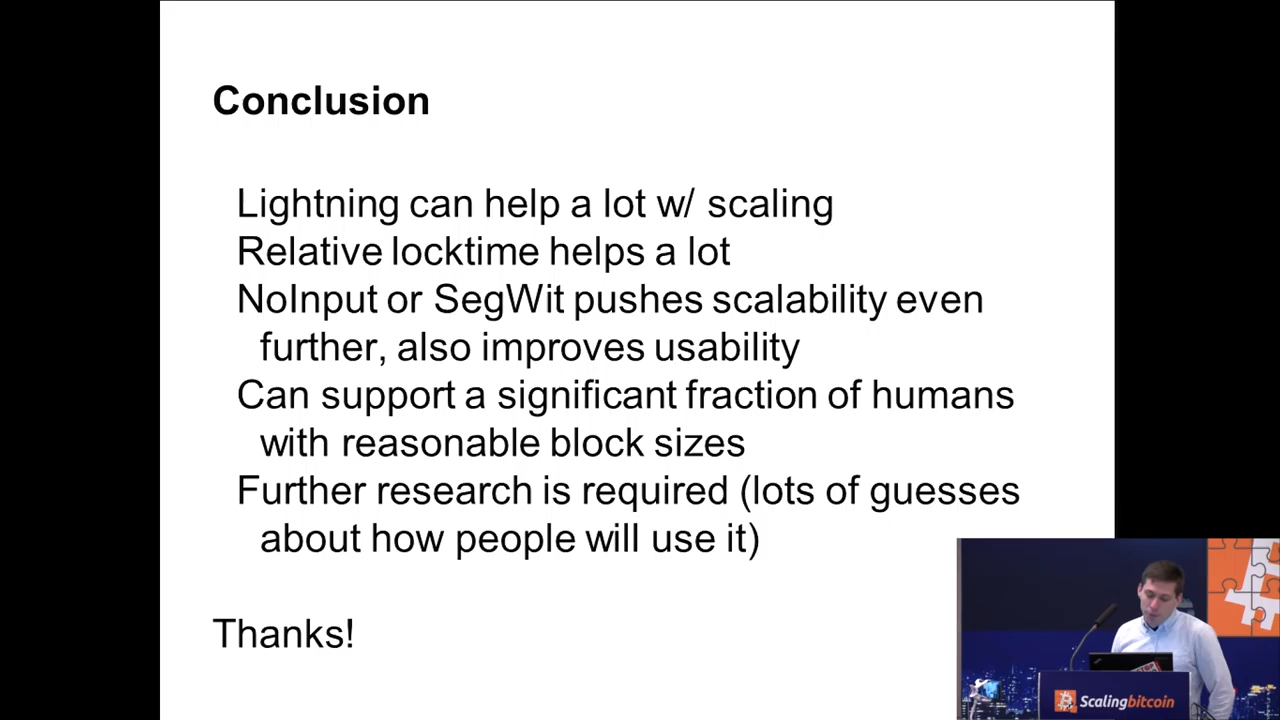 Conclusion
Lightning can help a lot w/ scaling
Relative locktime helps a lot
NoInput or SegWit pushes scalability even
further, also improves usability
Can support a significant fraction of humans
with reasonable block sizes
Further research is required (lots of guesses
about how people will use it)
Thanks!
Scalingbitcoin